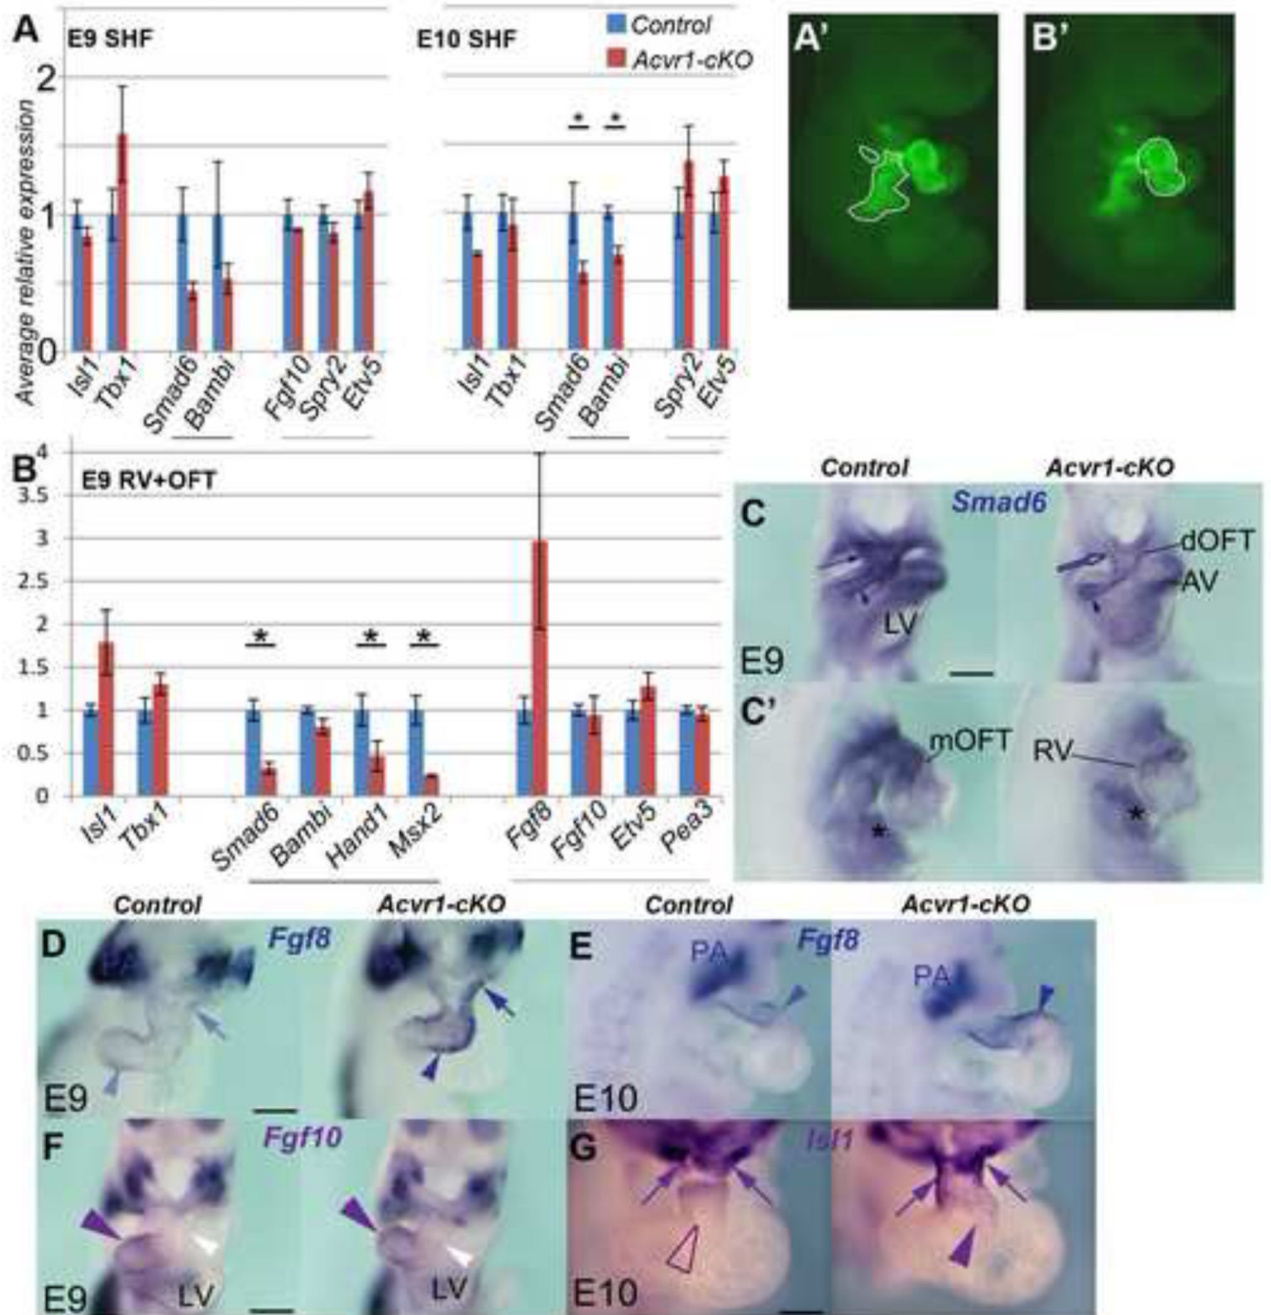 A
E9 SHF
E10 SHF
Control
Acvr1-cKO
A'
B'
Average relative expression
2
1
0
*
*
Isl1
Tbx1
Smad6
Bambi
Fgf10
Spry2
Etv5
Isl1
Tbx1
Smad6
Bambi
Spry2
Etv5
B
E9 RV+OFT
4
3.5
3
2.5
2
1.5
1
0.5
0
*
*
*
Isl1
Tbx1
Smad6
Bambi
Hand1
Msx2
Fgf8
Fgf10
Etv5
Pea3
Control
Acvr1-cKO
C
Smad6
dOFT
AV
LV
E9
C'
mOFT
RV
*
*
Control
Acvr1-cKO
Control
Acvr1-cKO
D
Fgf8
E9
E
PA
Fgf8
PA
E10
F
Fgf10
LV
LV
E9
G
Isl1
E10